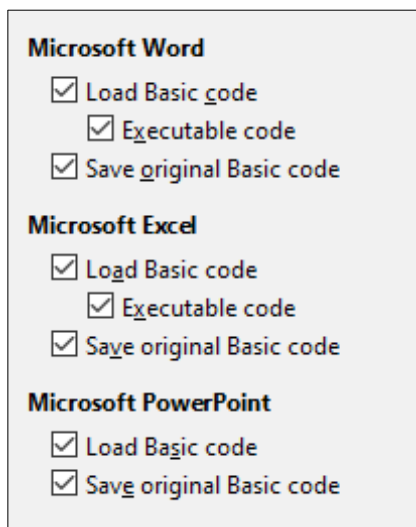 Microsoft Word
Load Basic code
Executable code
Save original Basic code
Microsoft Excel
Load Basic code
Executable code
Save original Basic code
Microsoft PowerPoint
Load Basic code
Save original Basic code